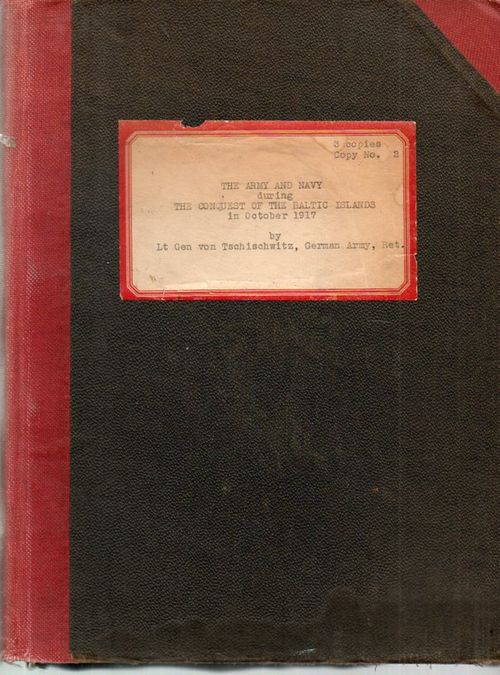 3 copies
Copy No. 2
THE ARMY AND NAVY
during
THE CONQUEST OF THE BALTIC ISLANDS
in October 1917
by
Lt Gen von Tschischwitz, German Army, Ret.